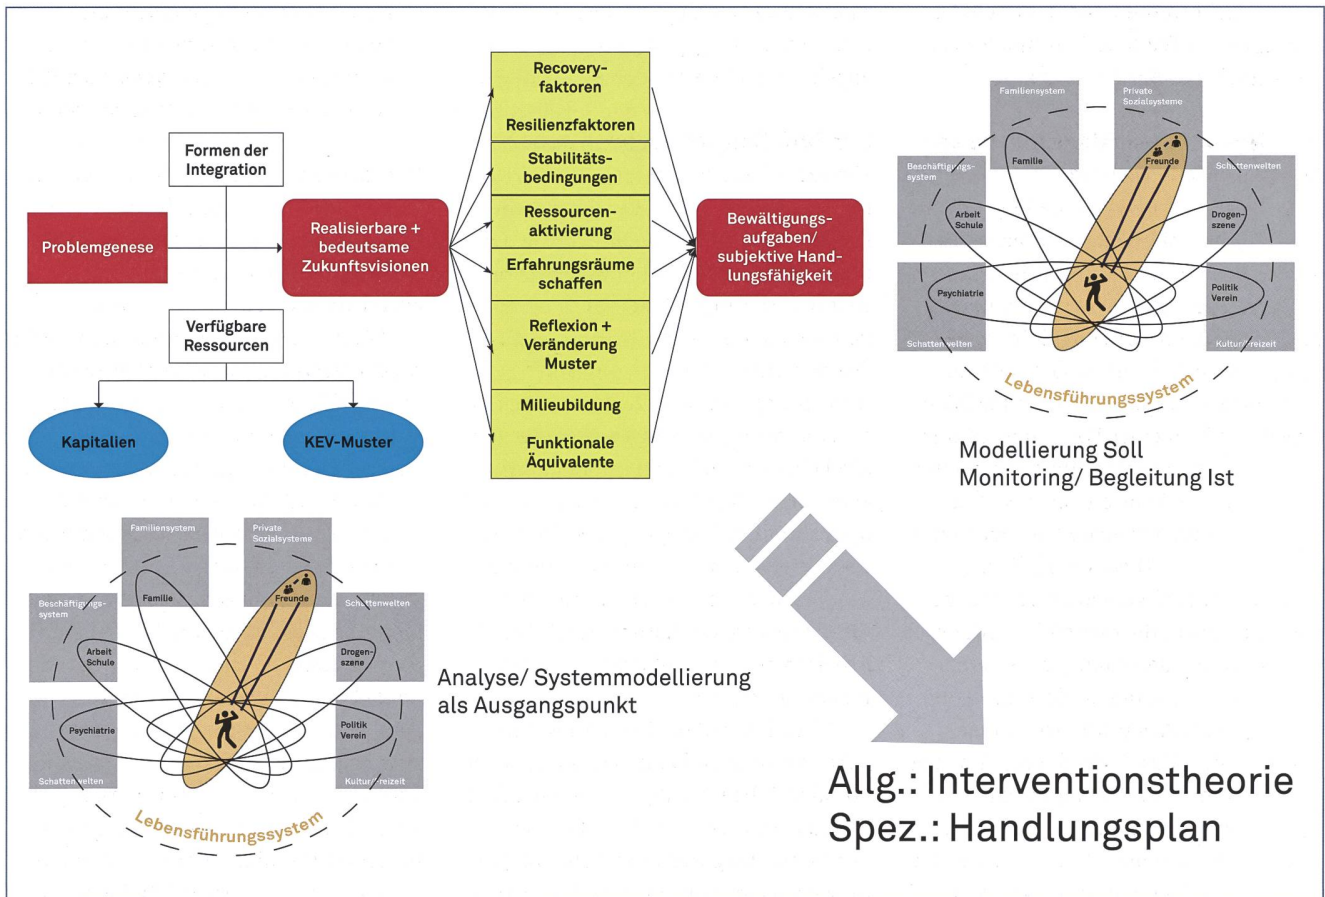 Recovery-
faktoren
Resilienzfaktoren
Stabilitäts-
bedingungen
Ressourcen-
aktivierung
Erfahrungsräume
schaffen
Reflexion +
Veränderung
Muster
Milieubildung
Funktionale
Äquivalente
Formen der
Integration
Problemgenese
Realisierbare +
bedeutsame
Zukunftsvisionen
Verfügbare
Ressourcen
Kapitalien
KEV-Muster
Bewältigungs-
aufgaben/
subjektive Hand-
lungsfähigkeit
Familiensystem
Private
Sozialsysteme
Beschäftigungs-
system
Schattenwelten
Familie
Freunde
Arbeit
Schule
Drogen-
szene
Psychiatrie
Politik
Verein
Schattenwelten
Kultur/Freizeit
Lebensführungssystem
Modellierung Soll
Monitoring/ Begleitung Ist
Familiensystem
Private
Sozialsysteme
Beschäftigungs-
system
Schattenwelten
Familie
Freunde
Arbeit
Schule
Drogen-
szene
Psychiatrie
Politik
Verein
Schattenwelten
Kultur/Freizeit
Lebensführungssystem
Analyse/ Systemmodellierung
als Ausgangspunkt
Allg.: Interventionstheorie
Spez.: Handlungsplan